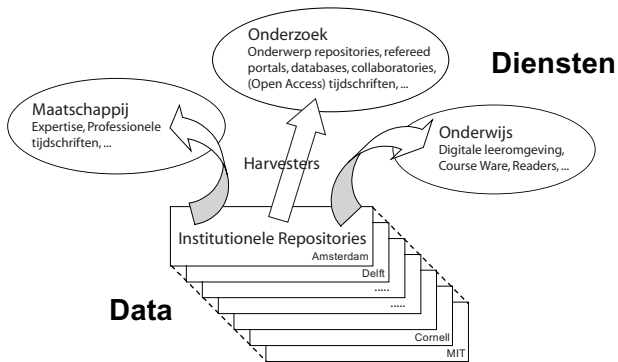 Onderzoek
Onderwerp repositories, refereed
portals, databases, collaboratories,
(Open Access) tijdschriften, ...
Diensten
Maatschappij
Expertise, Professionele
tijdschriften, ...
Onderwijs
Digitale leeromgeving,
Course Ware, Readers, ...
Harvesters
Institutionele Repositories
Amsterdam
Delft
.....
.....
Data
Cornell
MIT